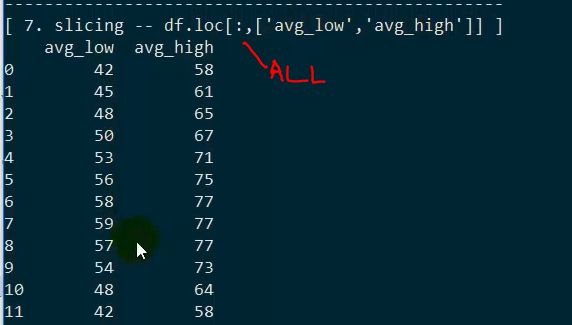 [ 7. slicing -- df.loc[:,['avg_low','avg_high']] ]
ALL
avg_low avg_high
0 42 58
1 45 61
2 48 65
3 50 67
4 53 71
5 56 75
6 58 77
7 59 77
8 57 77
9 54 73
10 48 64
11 42 58